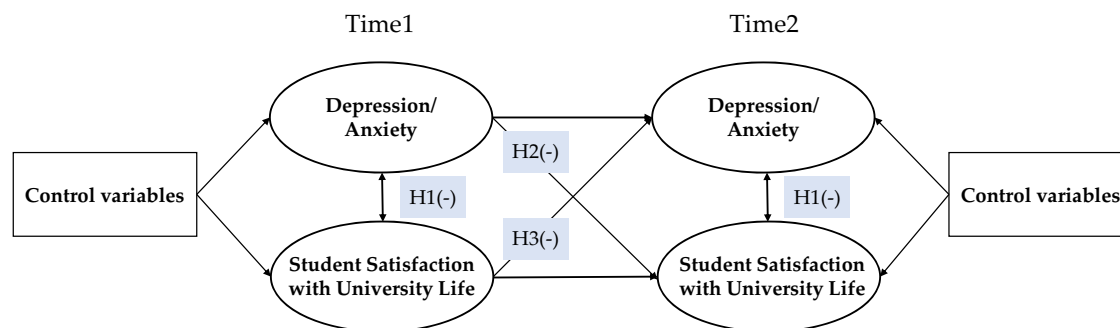 Time1
Time2
Depression/
Anxiety
Depression/
Anxiety
H2(-)
Control variables
H1(-)
H1(-)
Control variables
H3(-)
Student Satisfaction
with University Life
Student Satisfaction
with University Life